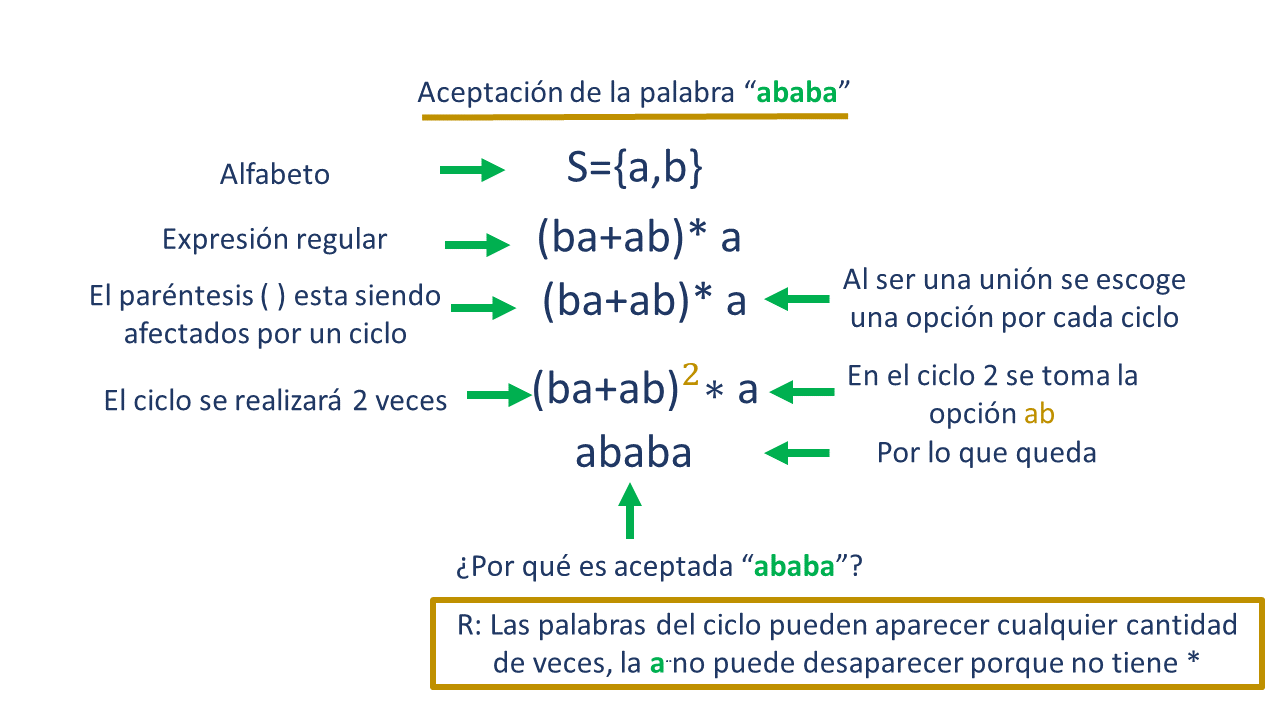 Aceptación de la palabra “ababa”
Alfabeto
S={a,b}
Expresión regular
(ba+ab)* a
El paréntesis ( ) esta siendo
afectados por un ciclo
(ba+ab)* a
Al ser una unión se escoge
una opción por cada ciclo
El ciclo se realizará 2 veces
(ba+ab)² * a
En el ciclo 2 se toma la
opción ab
ababa
Por lo que queda
¿Por qué es aceptada “ababa”?
R: Las palabras del ciclo pueden aparecer cualquier cantidad
de veces, la a¨no puede desaparecer porque no tiene *